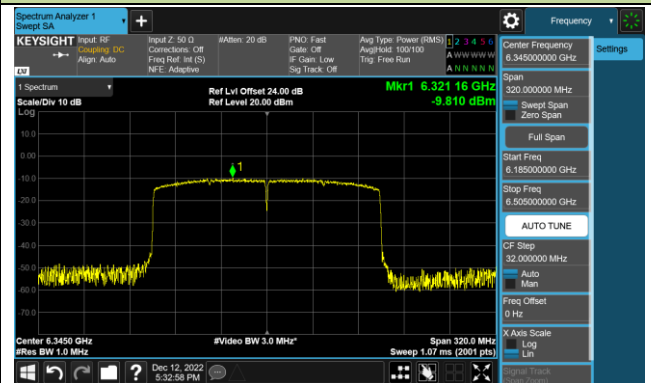 Spectrum Analyzer 1
Swept SA
+
Frequency
KEYSIGHT
Input: RF
Coupling: DC
Align: Auto
Input Z: 50 Ω
Corrections: Off
Freq Ref: Int (S)
NFE: Adaptive
#Atten: 20 dB
PNO: Fast
Gate: Off
IF Gain: Low
Sig Track: Off
Avg Type: Power (RMS)
Avg|Hold: 100/100
Trig: Free Run
1 2 3 4 5 6
A W W W W W
A N N N N N
LXI
1 Spectrum
Scale/Div 10 dB
Log
Ref Lvl Offset 24.00 dB
Ref Level 20.00 dBm
Mkr1 6.321 16 GHz
-9.810 dBm
10.0
0.00
-10.0
-20.0
-30.0
-40.0
-50.0
-60.0
-70.0
1
Center 6.3450 GHz
#Res BW 1.0 MHz
#Video BW 3.0 MHz*
Span 320.0 MHz
Sweep 1.07 ms (2001 pts)
Dec 12, 2022
5:32:58 PM
Center Frequency
6.345000000 GHz
Settings
Span
320.000000 MHz
Swept Span
Zero Span
Full Span
Start Freq
6.185000000 GHz
Stop Freq
6.505000000 GHz
AUTO TUNE
CF Step
32.000000 MHz
Auto
Man
Freq Offset
0 Hz
X Axis Scale
Log
Lin
Signal Track
(Span Zoom)